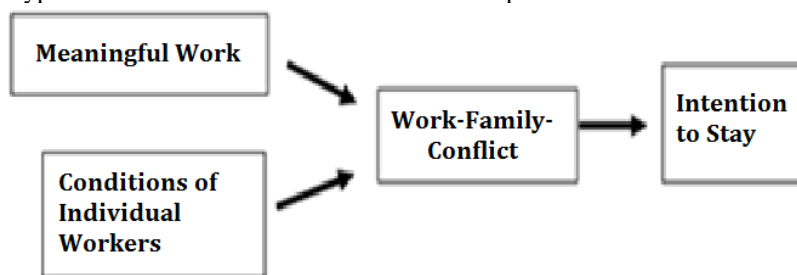 Meaningful Work
Conditions of
Individual
Workers
Work-Family-
Conflict
Intention
to Stay